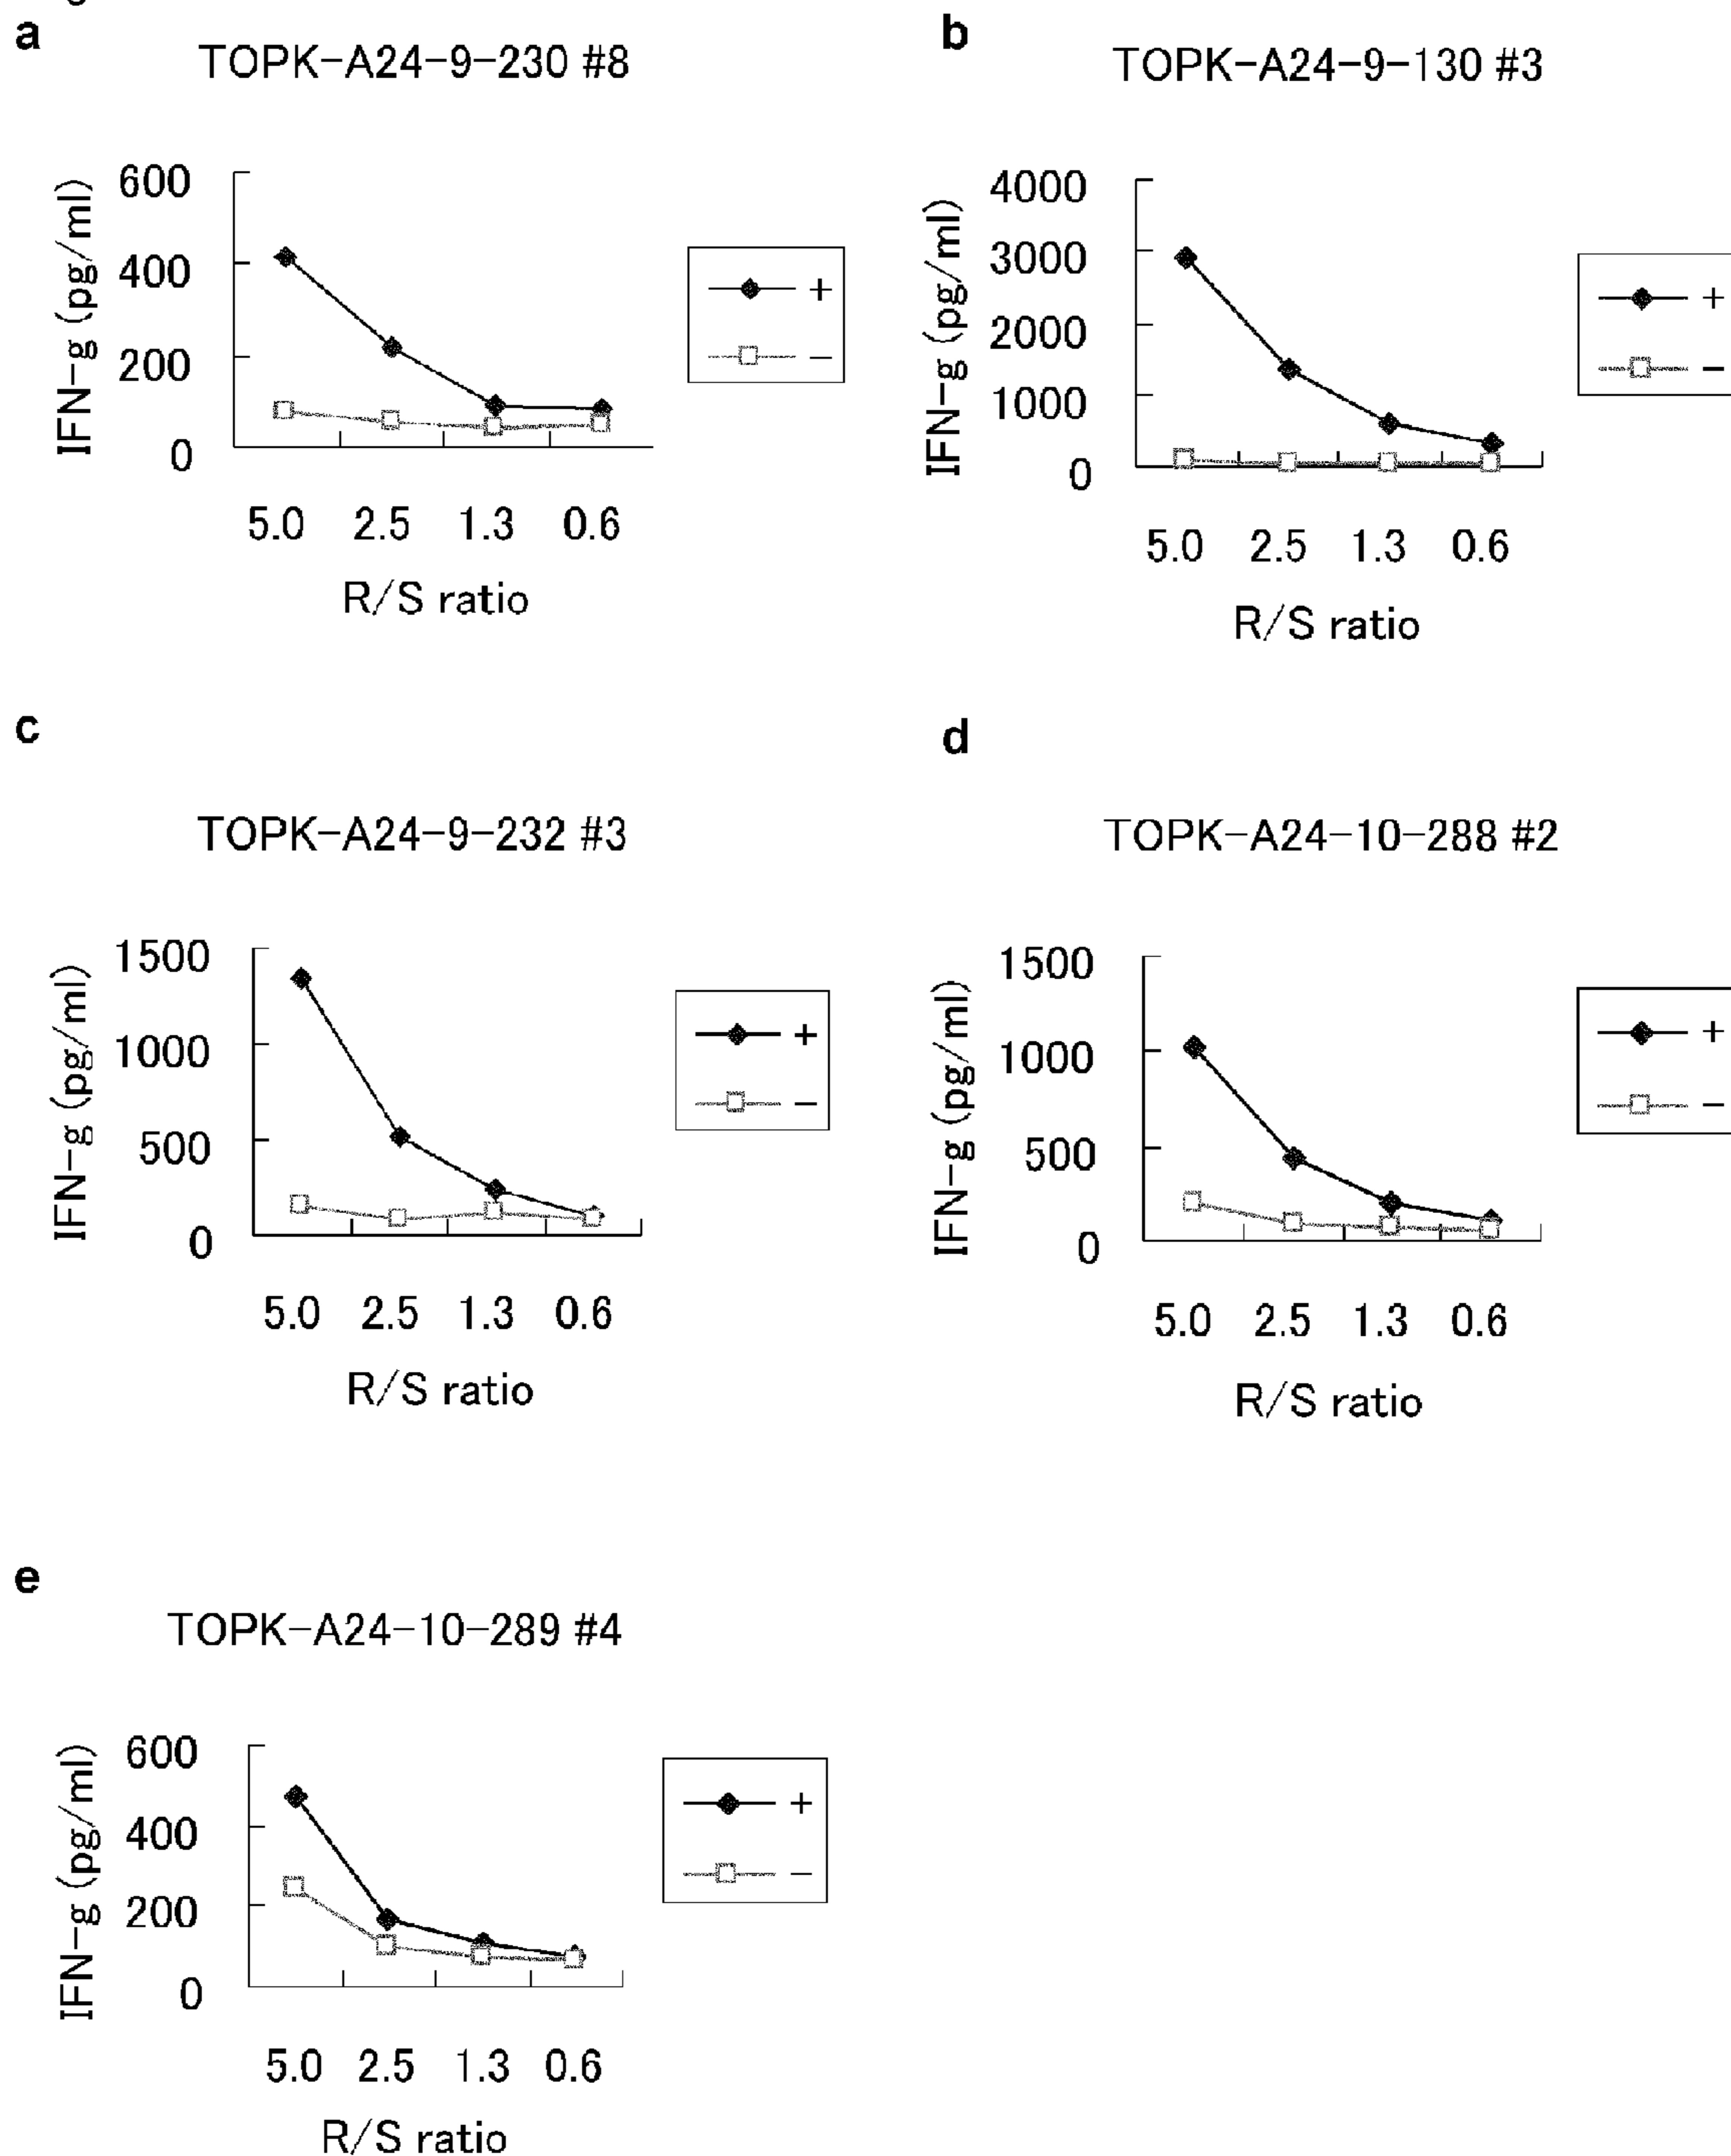 a
TOPK-A24-9-230 #8
IFN-g (pg/ml)
600
400
200
0
5.0 2.5 1.3 0.6
R/S ratio
+
−
b
TOPK-A24-9-130 #3
IFN-g (pg/ml)
4000
3000
2000
1000
0
5.0 2.5 1.3 0.6
R/S ratio
+
−
c
TOPK-A24-9-232 #3
IFN-g (pg/ml)
1500
1000
500
0
5.0 2.5 1.3 0.6
R/S ratio
+
−
d
TOPK-A24-10-288 #2
IFN-g (pg/ml)
1500
1000
500
0
5.0 2.5 1.3 0.6
R/S ratio
+
−
e
TOPK-A24-10-289 #4
IFN-g (pg/ml)
600
400
200
0
5.0 2.5 1.3 0.6
R/S ratio
+
−